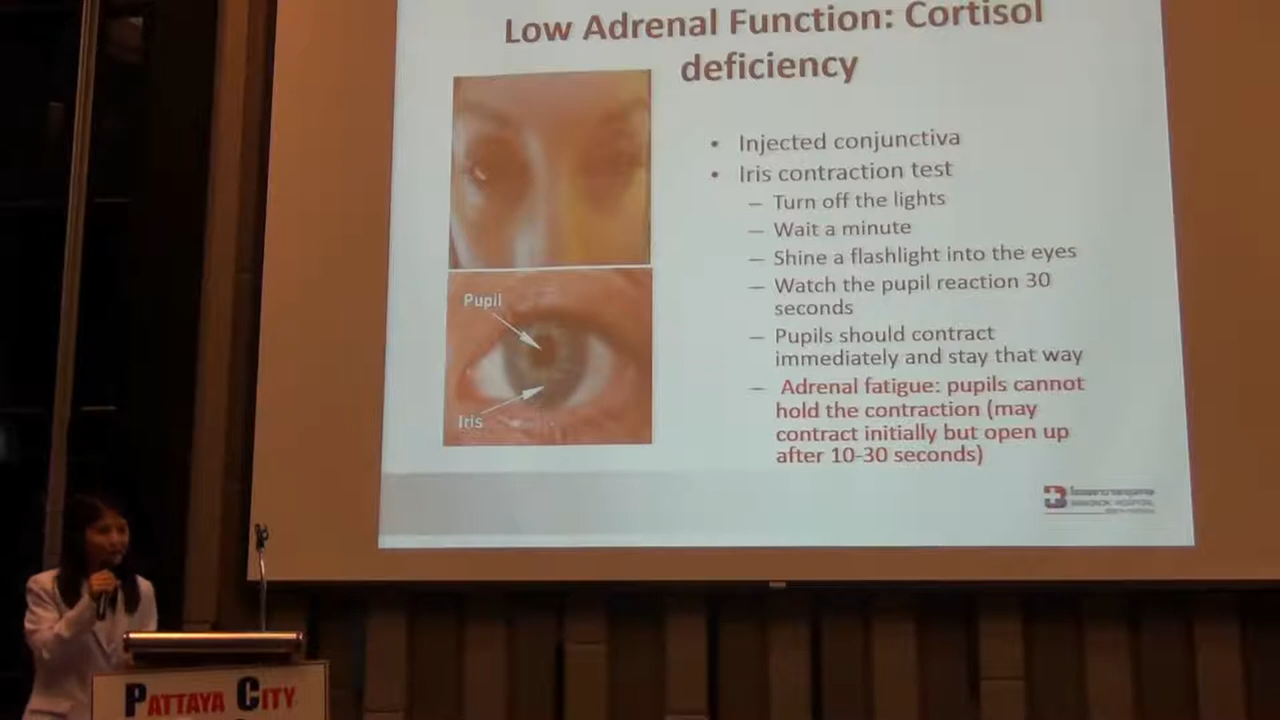 Low Adrenal Function: Cortisol
deficiency
• Injected conjunctiva
• Iris contraction test
– Turn off the lights
– Wait a minute
– Shine a flashlight into the eyes
– Watch the pupil reaction 30
seconds
– Pupils should contract
immediately and stay that way
– Adrenal fatigue: pupils cannot
hold the contraction (may
contract initially but open up
after 10-30 seconds)
Pupil
Iris
BANGKOK HOSPITAL
PATTAYA CITY